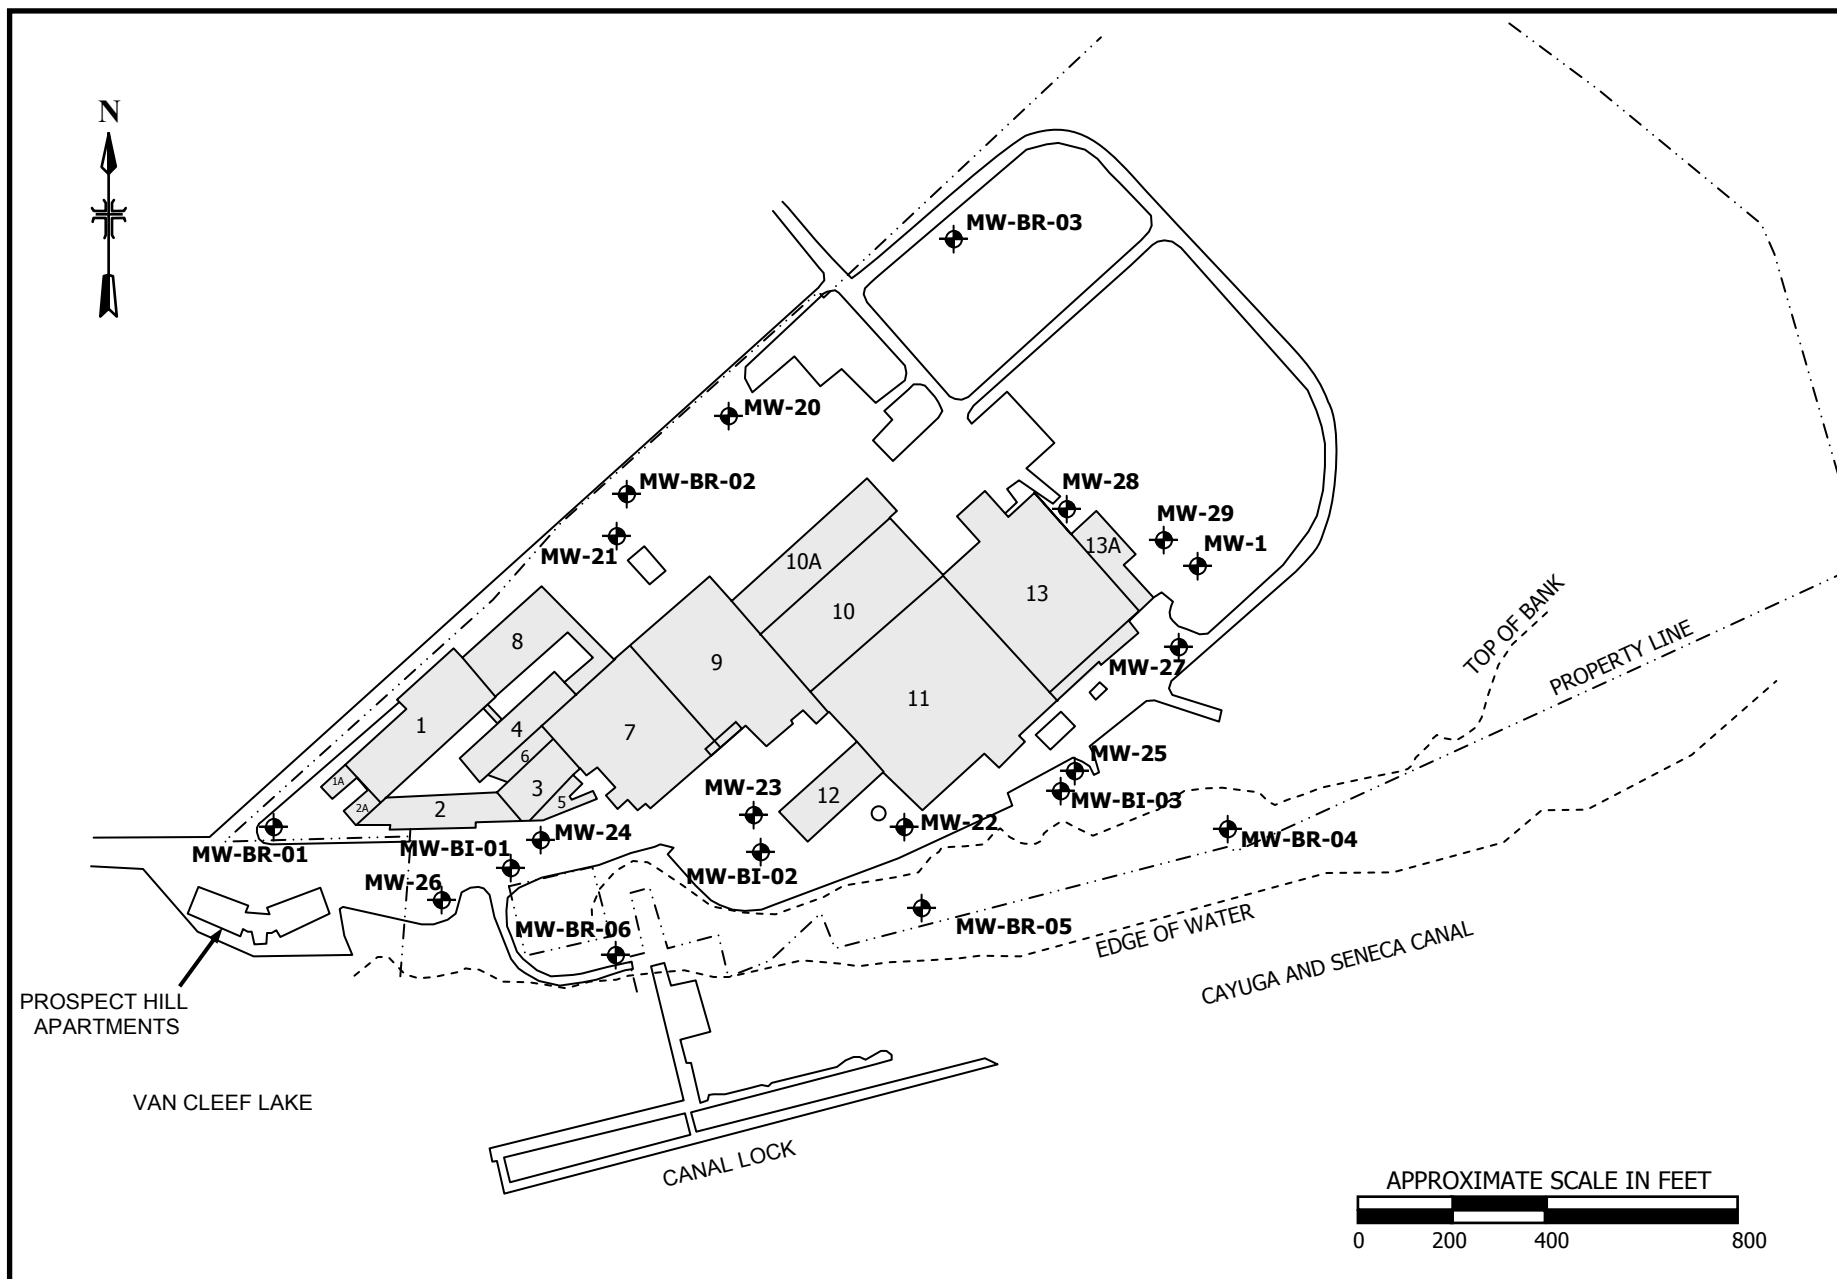 N
MW-BR-03
MW-20
MW-BR-02
MW-28
MW-29
MW-21
MW-1
10A
13A
10
13
8
9
MW-27
TOP OF BANK
PROPERTY LINE
11
1
4
7
6
1A
MW-25
3
MW-BI-03
2A
2
5
MW-23
12
MW-22
MW-24
MW-BR-04
MW-BR-01
MW-BI-01
MW-BI-02
MW-26
MW-BR-06
MW-BR-05
EDGE OF WATER
CAYUGA AND SENECA CANAL
PROSPECT HILL
APARTMENTS
VAN CLEEF LAKE
CANAL LOCK
APPROXIMATE SCALE IN FEET
0 200 400 800